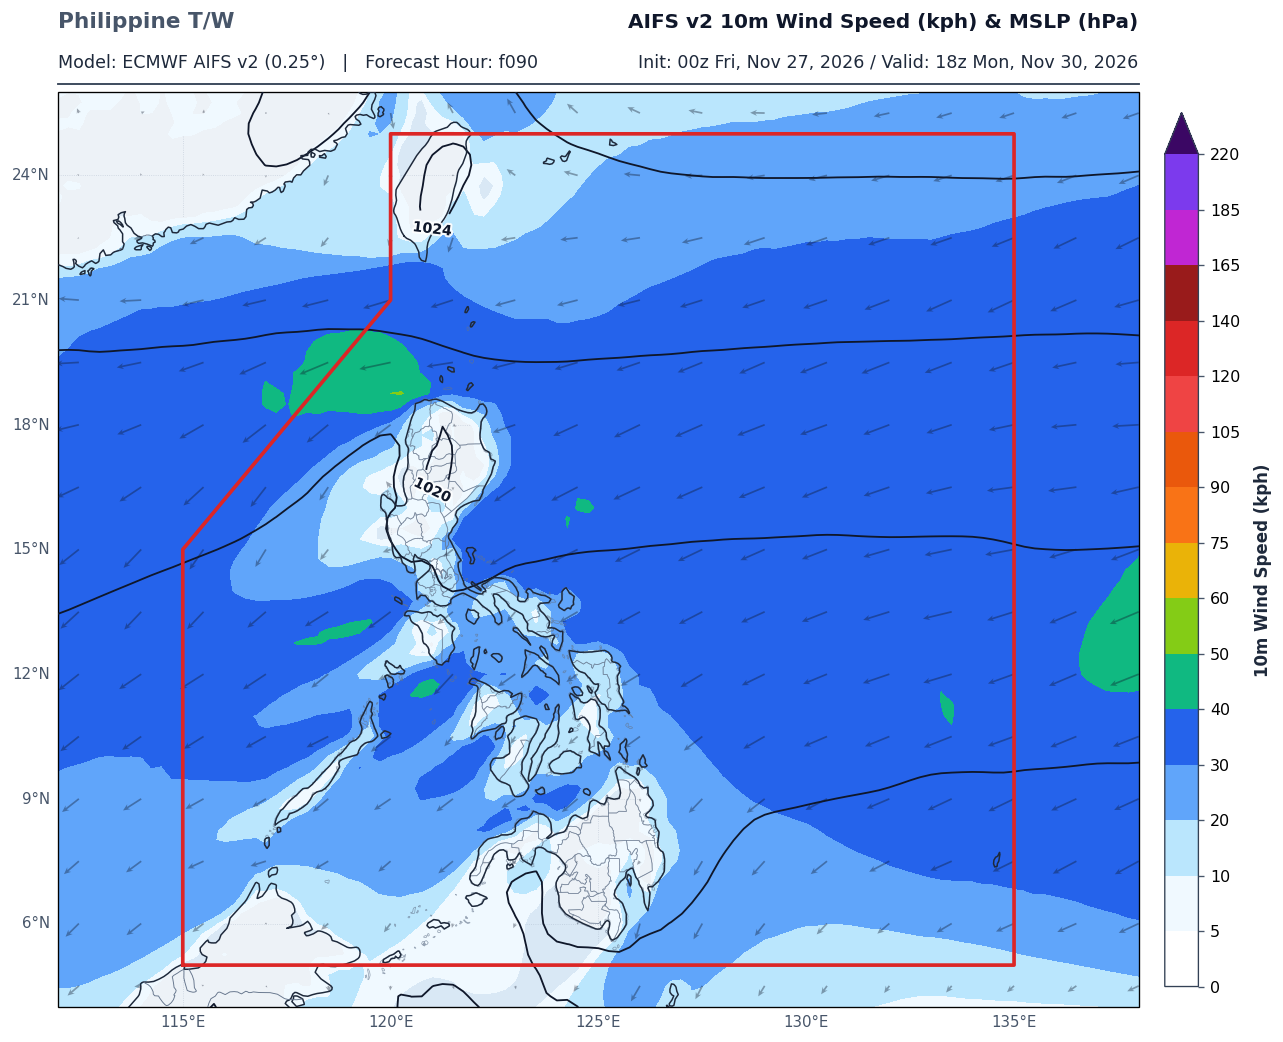 Philippine T/W
AIFS v2 10m Wind Speed (kph) & MSLP (hPa)
Model: ECMWF AIFS v2 (0.25°)   |   Forecast Hour: f090
Init: 00z Fri, Nov 27, 2026 / Valid: 18z Mon, Nov 30, 2026
24°N
21°N
18°N
15°N
12°N
9°N
6°N
1024
1020
115°E
120°E
125°E
130°E
135°E
220
185
165
140
120
105
90
75
60
50
40
30
20
10
5
0
10m Wind Speed (kph)